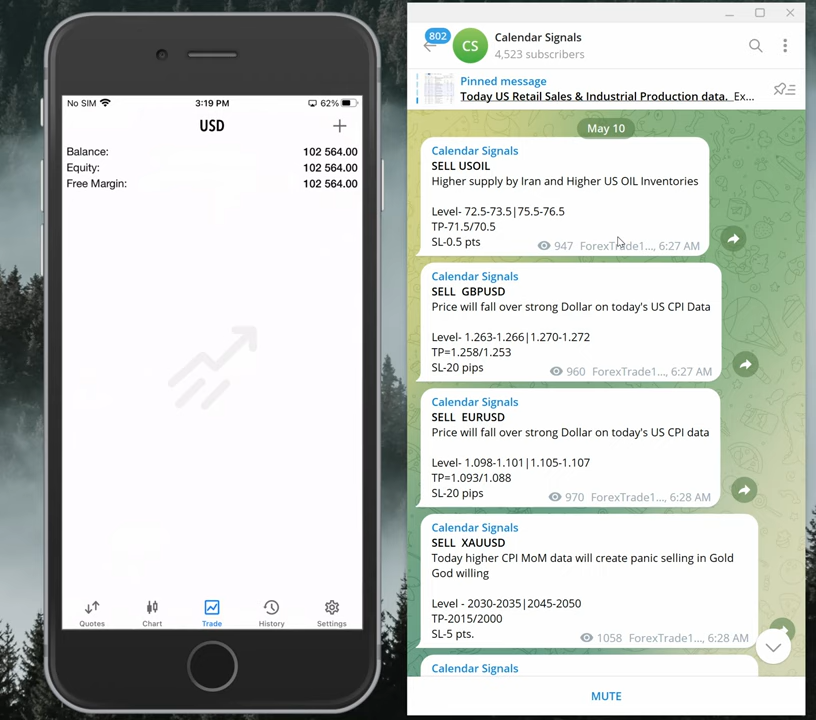 No SIM
3:19 PM
62%
USD
Balance: 102 564.00
Equity: 102 564.00
Free Margin: 102 564.00
Quotes
Chart
Trade
History
Settings
802
CS
Calendar Signals
4,523 subscribers
Pinned message
Today US Retail Sales & Industrial Production data. Ex...
May 10
Calendar Signals
SELL USOIL
Higher supply by Iran and Higher US OIL Inventories
Level- 72.5-73.5|75.5-76.5
TP-71.5/70.5
SL-0.5 pts
947 ForexTrade1..., 6:27 AM
Calendar Signals
SELL GBPUSD
Price will fall over strong Dollar on today's US CPI Data
Level- 1.263-1.266|1.270-1.272
TP=1.258/1.253
SL-20 pips
960 ForexTrade1..., 6:27 AM
Calendar Signals
SELL EURUSD
Price will fall over strong Dollar on today's US CPI data
Level- 1.098-1.101|1.105-1.107
TP=1.093/1.088
SL-20 pips
970 ForexTrade1..., 6:28 AM
Calendar Signals
SELL XAUUSD
Today higher CPI MoM data will create panic selling in Gold
God willing
Level - 2030-2035|2045-2050
TP-2015/2000
SL-5 pts.
1058 ForexTrade1..., 6:28 AM
Calendar Signals
MUTE